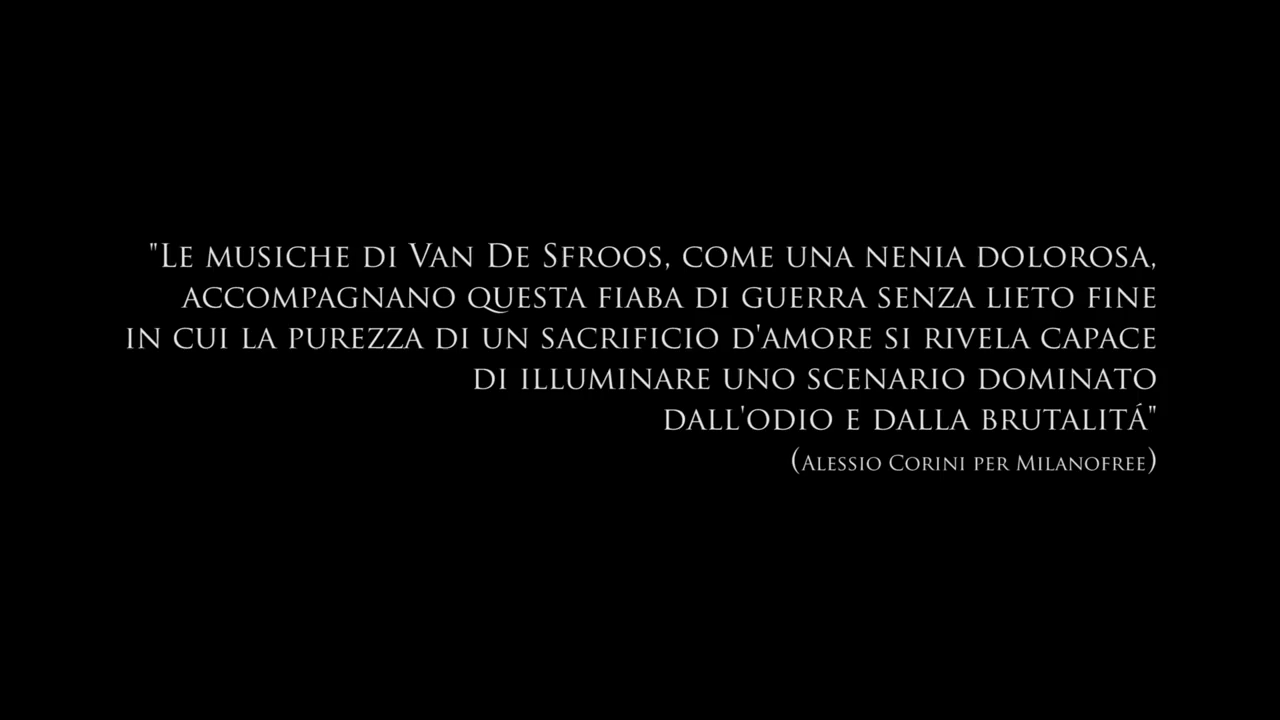 "Le musiche di Van De Sfroos, come una nenia dolorosa,
accompagnano questa fiaba di guerra senza lieto fine
in cui la purezza di un sacrificio d'amore si rivela capace
di illuminare uno scenario dominato
dall'odio e dalla brutalitá"
(Alessio Corini per Milanofree)